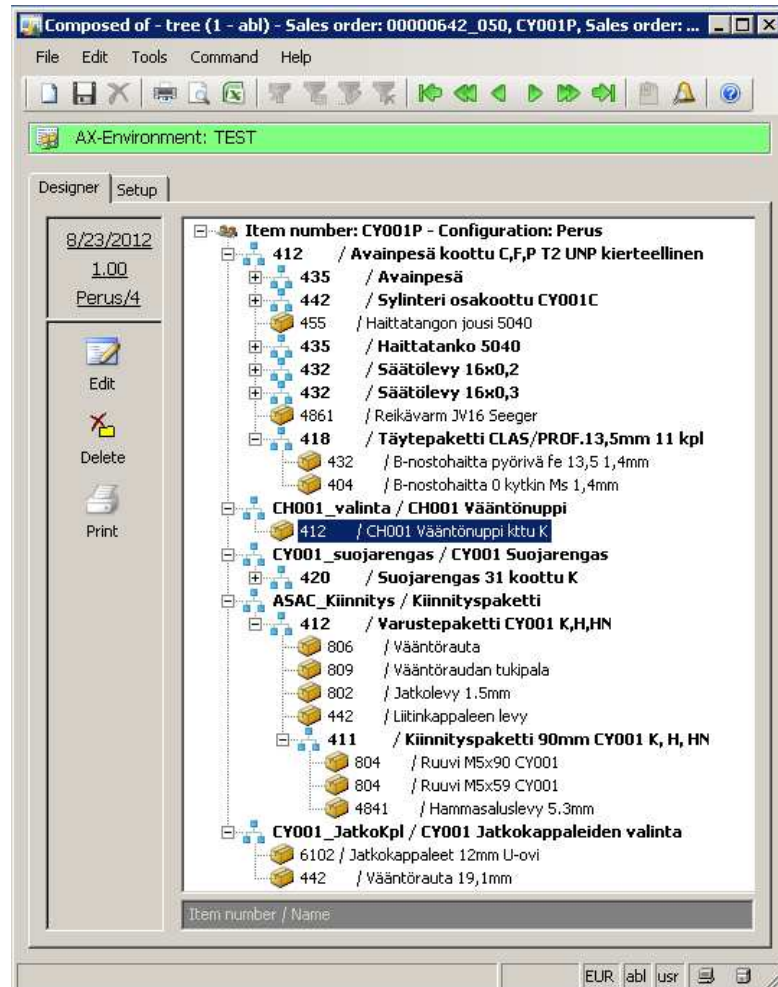 Composed of - tree (1 - abl) - Sales order: 00000642_050, CY001P, Sales order: ...
File Edit Tools Command Help
AX-Environment: TEST
Designer Setup
8/23/2012
1.00
Perus/4
Edit
Delete
Print
Item number: CY001P - Configuration: Perus
412 / Avainpesä koottu C,F,P T2 UNP kierteellinen
435 / Avainpesä
442 / Sylinteri osakoottu CY001C
455 / Haittatangon jousi 5040
435 / Haittatanko 5040
432 / Säätölevy 16x0,2
432 / Säätölevy 16x0,3
4861 / Reikävarm JV16 Seeger
418 / Täytepaketti CLAS/PROF.13,5mm 11 kpl
432 / B-nostohaitta pyörivä fe 13,5 1,4mm
404 / B-nostohaitta 0 kytkin Ms 1,4mm
CH001_valinta / CH001 Vääntönuppi
412 / CH001 Vääntönuppi kttu K
CY001_suojarengas / CY001 Suojarengas
420 / Suojarengas 31 koottu K
ASAC_Kiinnitys / Kiinnityspaketti
412 / Varustepaketti CY001 K,H,HN
806 / Vääntörauta
809 / Vääntöraudan tukipala
802 / Jatkolevy 1.5mm
442 / Liitinkappaleen levy
411 / Kiinnityspaketti 90mm CY001 K, H, HN
804 / Ruuvi M5x90 CY001
804 / Ruuvi M5x59 CY001
4841 / Hammasaluslevy 5.3mm
CY001_JatkoKpl / CY001 Jatkokappaleiden valinta
6102 / Jatkokappaleet 12mm U-ovi
442 / Vääntörauta 19,1mm
Item number / Name
EUR abl usr